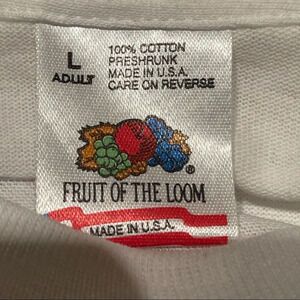 L
ADULT
100% COTTON
PRESHRUNK
MADE IN U.S.A.
CARE ON REVERSE
®
FRUIT OF THE LOOM
MADE IN U.S.A.